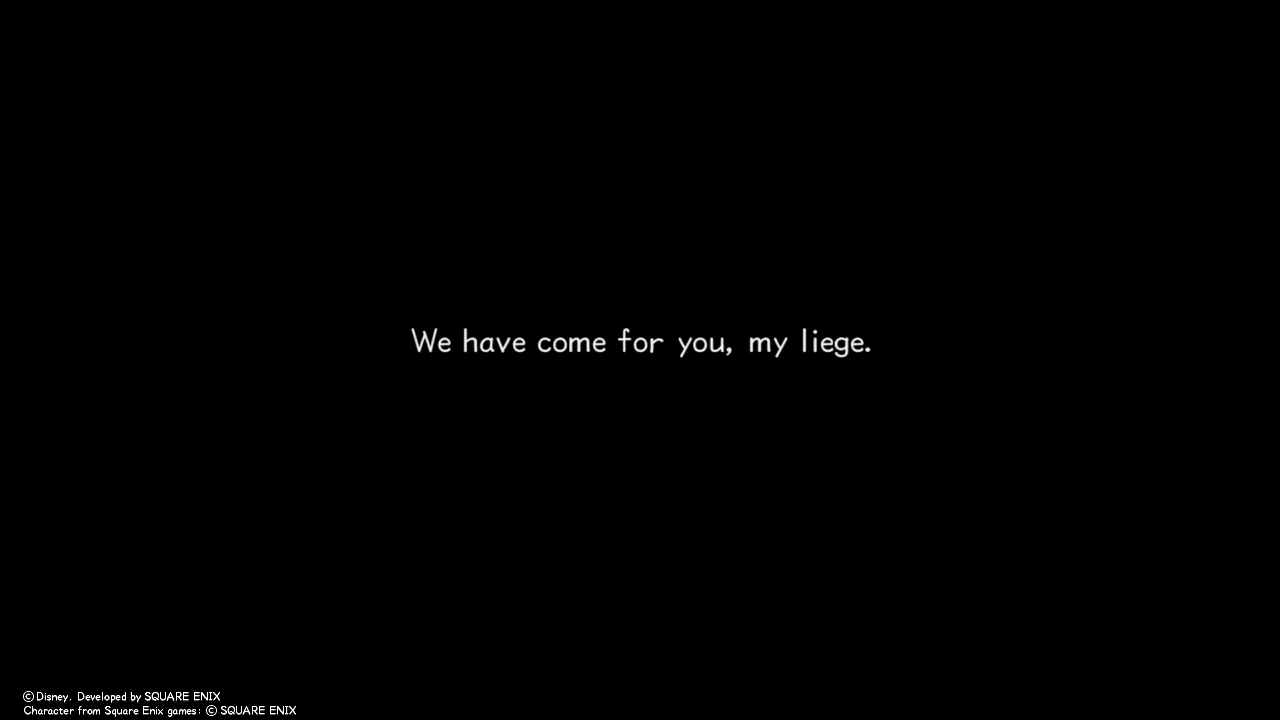 We have come for you, my liege.
©Disney. Developed by SQUARE ENIX
Character from Square Enix games: © SQUARE ENIX